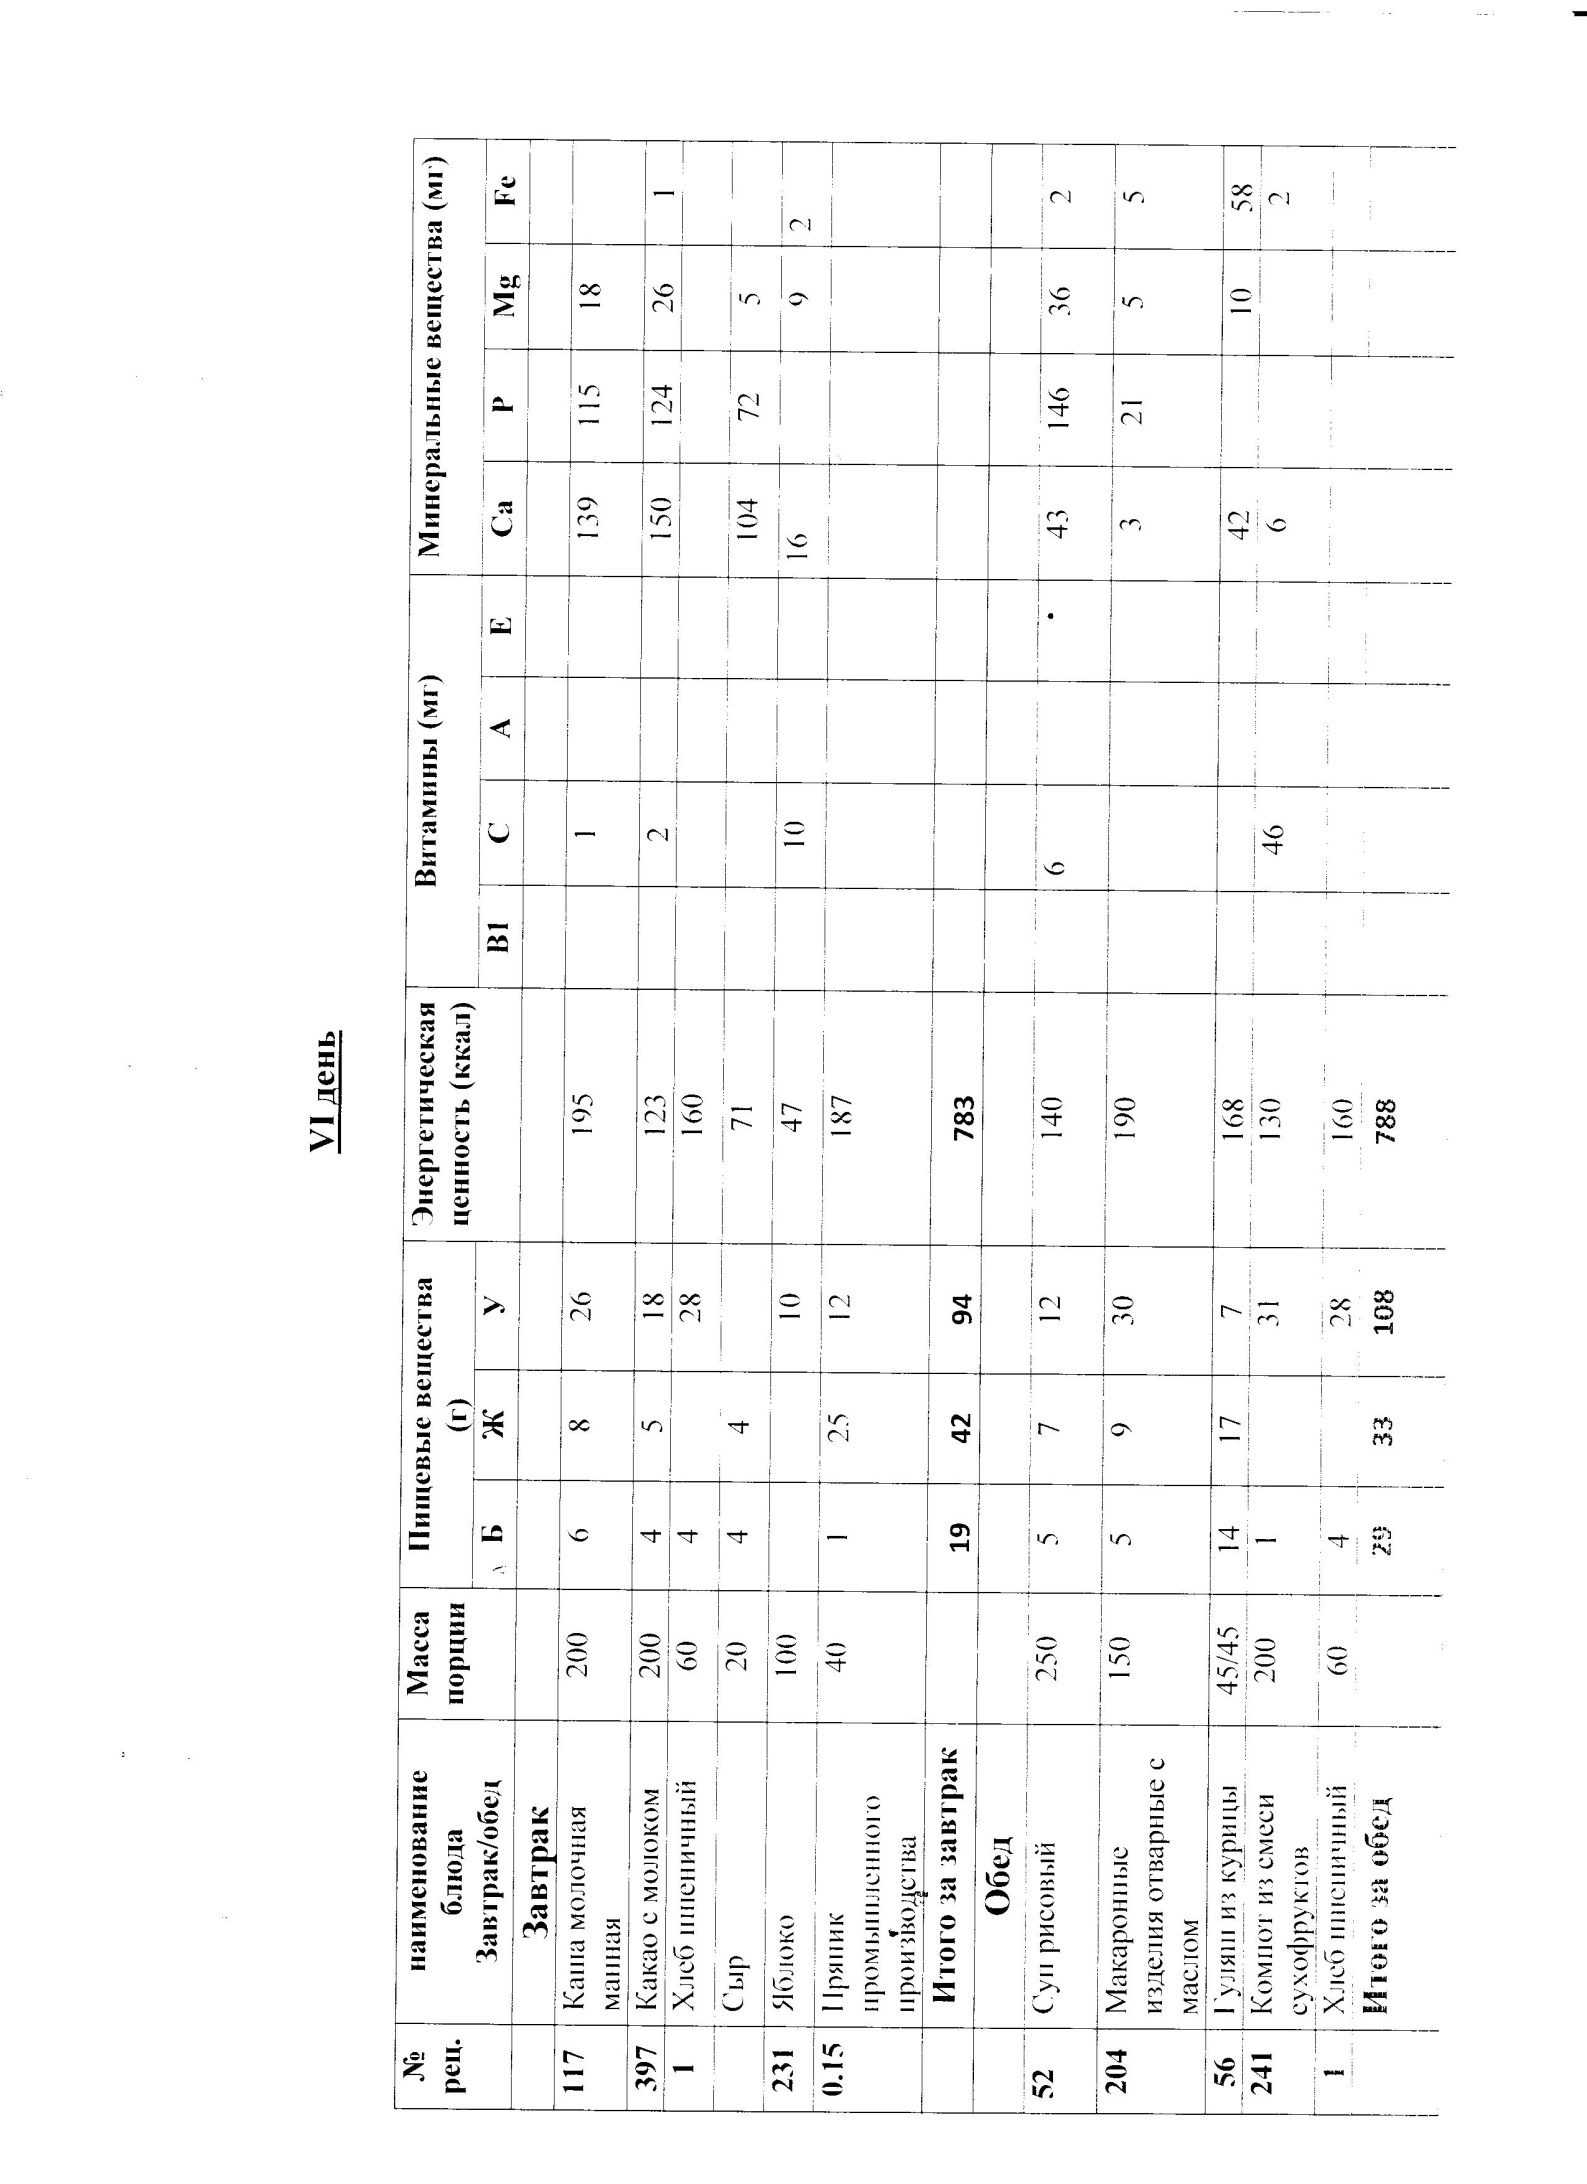 VI день
№ рец. наименование блюда Завтрак/обед Масса порции Пищевые вещества (г) Энергетическая ценность (ккал) Витамины (мг) Минеральные вещества (мг)
Б Ж У В1 С А Е Са Р Mg Fe
Завтрак
117 Каша молочная манная 200 6 8 26 195 1 139 115 18
397 Какао с молоком 200 4 5 18 123 2 150 124 26 1
1 Хлеб пшеничный 60 4 28 160
Сыр 20 4 4 71 104 72 5
231 Яблоко 100 10 47 10 16 9 2
0.15 Пряник промышленного производства 40 1 25 12 187
Итого за завтрак 19 42 94 783
Обед
52 Суп рисовый 250 5 7 12 140 6 43 146 36 2
204 Макаронные изделия отварные с маслом 150 5 9 30 190 3 21 5 5
56 Гуляш из курицы 45/45 14 17 7 168 42 10 58
241 Компот из смеси сухофруктов 200 1 31 130 46 6 2
1 Хлеб пшеничный 60 4 28 160
Итого за обед 29 33 108 788